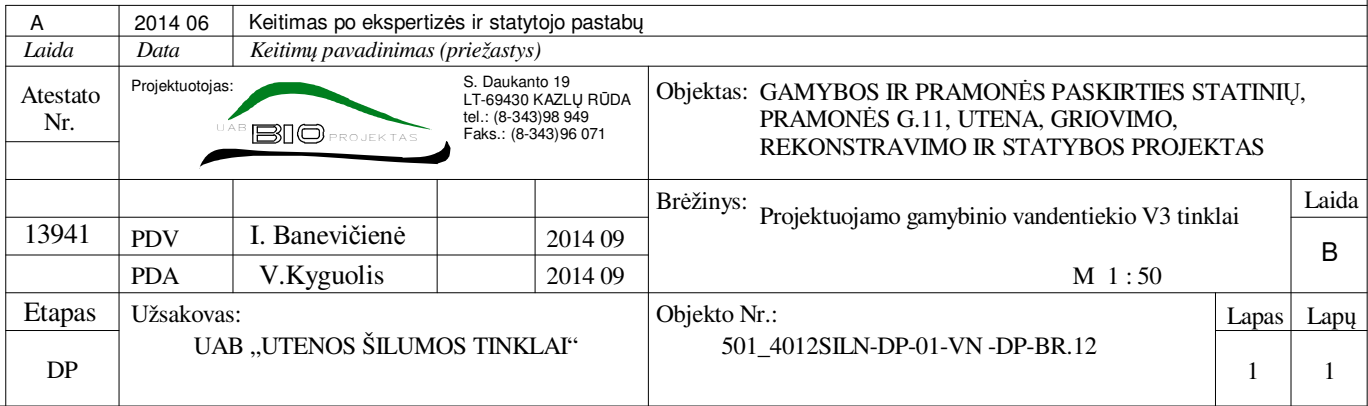 A 2014 06 Keitimas po ekspertizės ir statytojo pastabų
Laida Data Keitimų pavadinimas (priežastys)
Atestato
Nr.
Projektuotojas:
UAB BIO PROJEKTAS
S. Daukanto 19
LT-69430 KAZLŲ RŪDA
tel.: (8-343)98 949
Faks.: (8-343)96 071
Objektas: GAMYBOS IR PRAMONĖS PASKIRTIES STATINIŲ,
PRAMONĖS G.11, UTENA, GRIOVIMO,
REKONSTRAVIMO IR STATYBOS PROJEKTAS
13941 PDV I. Banevičienė 2014 09
PDA V.Kyguolis 2014 09
Brėžinys: Projektuojamo gamybinio vandentiekio V3 tinklai
M 1 : 50
Laida
B
Etapas
DP
Užsakovas:
UAB „UTENOS ŠILUMOS TINKLAI“
Objekto Nr.:
501_4012SILN-DP-01-VN -DP-BR.12
Lapas Lapų
1 1